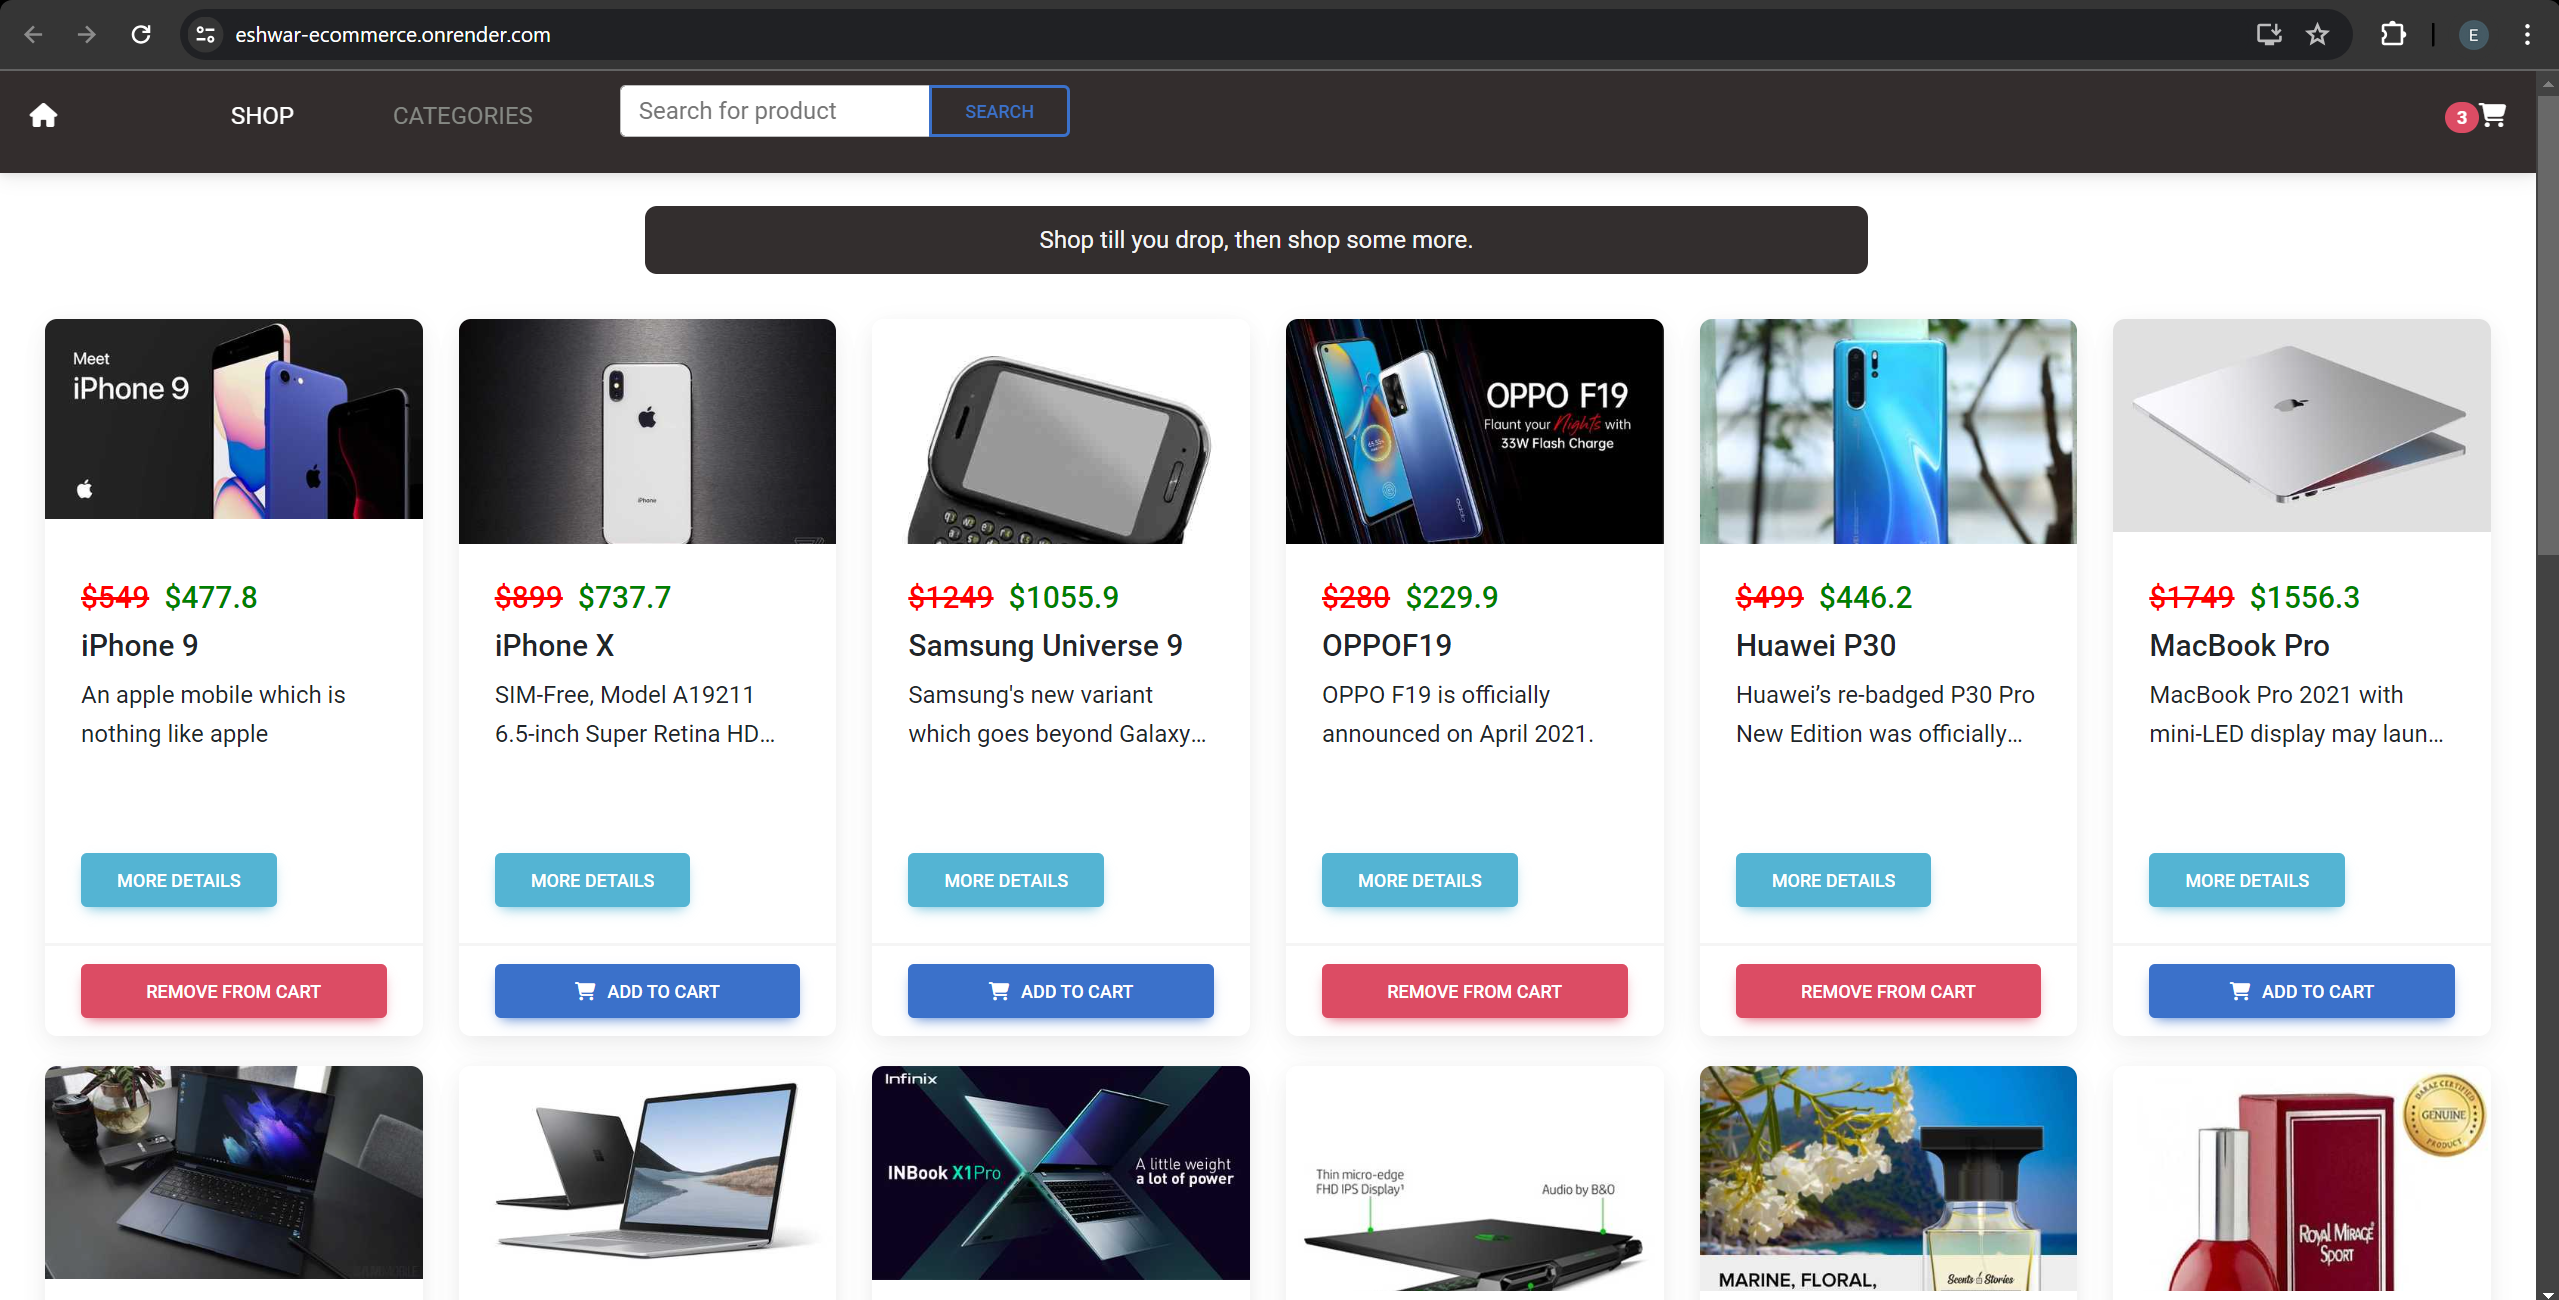 eshwar-ecommerce.onrender.com
E
SHOP
CATEGORIES
Search for product
SEARCH
3
Shop till you drop, then shop some more.
Meet
iPhone 9
iPhone
OPPO F19
Flaunt your Nights with
33W Flash Charge
oppo
$549 $477.8
iPhone 9
An apple mobile which is
nothing like apple
MORE DETAILS
REMOVE FROM CART
$899 $737.7
iPhone X
SIM-Free, Model A19211
6.5-inch Super Retina HD...
MORE DETAILS
ADD TO CART
$1249 $1055.9
Samsung Universe 9
Samsung's new variant
which goes beyond Galaxy...
MORE DETAILS
ADD TO CART
$280 $229.9
OPPOF19
OPPO F19 is officially
announced on April 2021.
MORE DETAILS
REMOVE FROM CART
$499 $446.2
Huawei P30
Huawei’s re-badged P30 Pro
New Edition was officially...
MORE DETAILS
REMOVE FROM CART
$1749 $1556.3
MacBook Pro
MacBook Pro 2021 with
mini-LED display may laun...
MORE DETAILS
ADD TO CART
Infinix
INBook X1Pro
A little weight
a lot of power
Thin micro-edge
FHD IPS Display¹
Audio by B&O
MARINE, FLORAL,
Scents Stories
DARAZ CERTIFIED
GENUINE
PRODUCT
ROYAL MIRAGE
SPORT